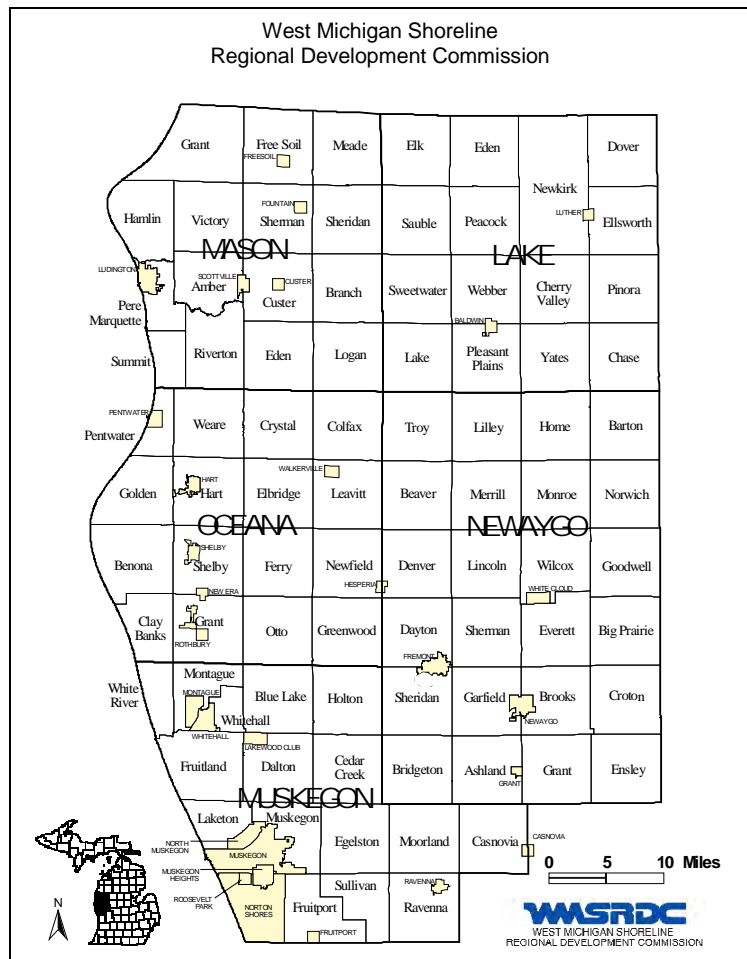 West Michigan Shoreline
Regional Development Commission
Grant
Free Soil
Meade
Elk
Eden
Dover
FREESOIL
Newkirk
FOUNTAIN
LUTHER
Hamlin
Victory
Sherman
Sheridan
Sauble
Peacock
Ellsworth
MASON
LAKE
LUDINGTON
SCOTTVILLE
Amber
CUSTER
Custer
Branch
Sweetwater
Webber
Cherry
Valley
Pinora
Pere
Marquette
BALDWIN
Summit
Riverton
Eden
Logan
Lake
Pleasant
Plains
Yates
Chase
PENTWATER
Pentwater
Weare
Crystal
Colfax
Troy
Lilley
Home
Barton
WALKERVILLE
HART
Golden
Hart
Elbridge
Leavitt
Beaver
Merrill
Monroe
Norwich
OCEANA
NEWAYGO
SHELBY
Benona
Shelby
Ferry
Newfield
Denver
Lincoln
Wilcox
Goodwell
HESPERIA
NEW ERA
WHITE CLOUD
Clay
Banks
Grant
Otto
Greenwood
Dayton
Sherman
Everett
Big Prairie
ROTHBURY
FREMONT
White
River
Montague
MONTAGUE
Blue Lake
Holton
Sheridan
Garfield
Brooks
Croton
Whitehall
NEWAYGO
WHITEHALL
LAKEWOOD CLUB
Fruitland
Dalton
Cedar
Creek
Bridgeton
Ashland
Grant
Ensley
GRANT
MUSKEGON
Laketon
Muskegon
Egelston
Moorland
Casnovia
CASNOVIA
NORTH
MUSKEGON
MUSKEGON
MUSKEGON
HEIGHTS
ROOSEVELT
PARK
NORTON
SHORES
Sullivan
Fruitport
FRUITPORT
RAVENNA
Ravenna
0 5 10 Miles
N
WMSRDC
WEST MICHIGAN SHORELINE
REGIONAL DEVELOPMENT COMMISSION